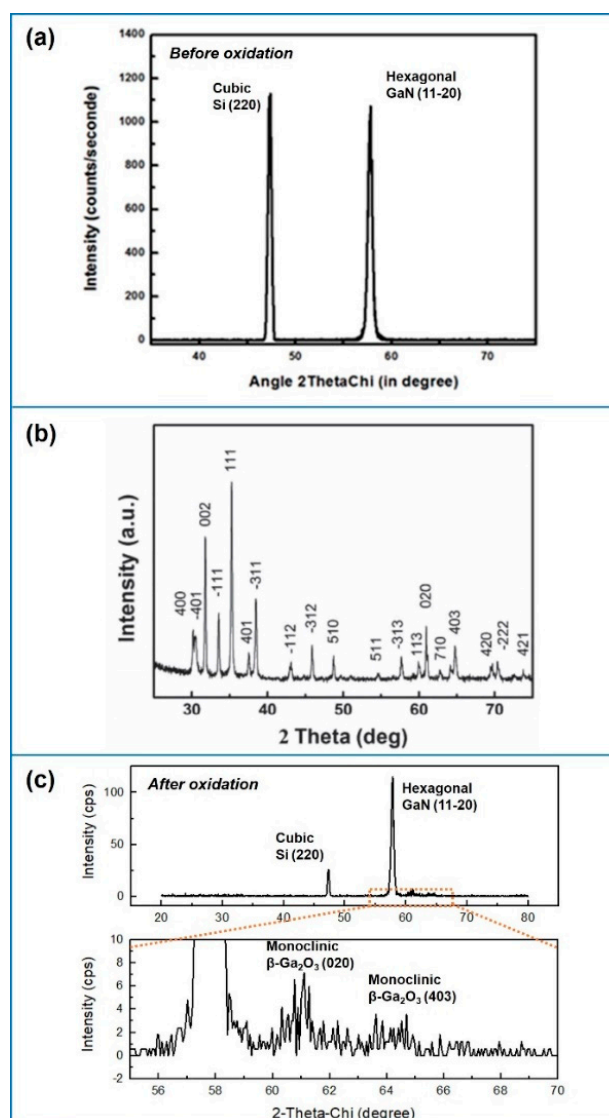 (a)
Before oxidation
Cubic
Si (220)
Hexagonal
GaN (11-20)
Intensity (counts/seconde)
1400
1200
1000
800
600
400
200
0
40
50
60
70
Angle 2ThetaChi (in degree)
(b)
Intensity (a.u.)
400
-401
002
-111
111
401
-311
-112
-312
510
511
-313
113
020
710
403
420
-222
421
30
40
50
60
70
2 Theta (deg)
(c)
After oxidation
Intensity (cps)
100
50
0
Cubic
Si (220)
Hexagonal
GaN (11-20)
20
30
40
50
60
70
80
Intensity (cps)
10
8
6
4
2
0
-2
Monoclinic
β-Ga₂O₃ (020)
Monoclinic
β-Ga₂O₃ (403)
56
58
60
62
64
66
68
70
2-Theta-Chi (degree)